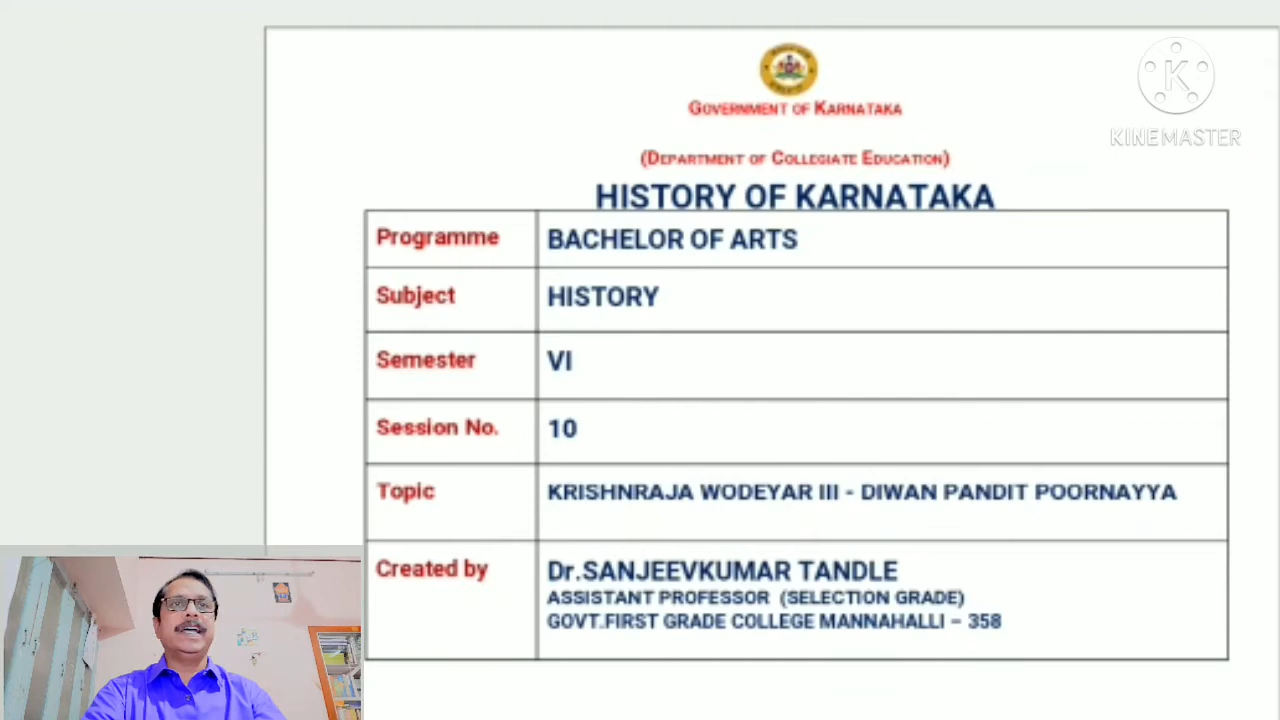 GOVERNMENT OF KARNATAKA
KINEMASTER
(DEPARTMENT OF COLLEGIATE EDUCATION)
HISTORY OF KARNATAKA
Programme BACHELOR OF ARTS
Subject HISTORY
Semester VI
Session No. 10
Topic KRISHNRAJA WODEYAR III - DIWAN PANDIT POORNAYYA
Created by Dr.SANJEEVKUMAR TANDLE
ASSISTANT PROFESSOR (SELECTION GRADE)
GOVT.FIRST GRADE COLLEGE MANNAHALLI – 358